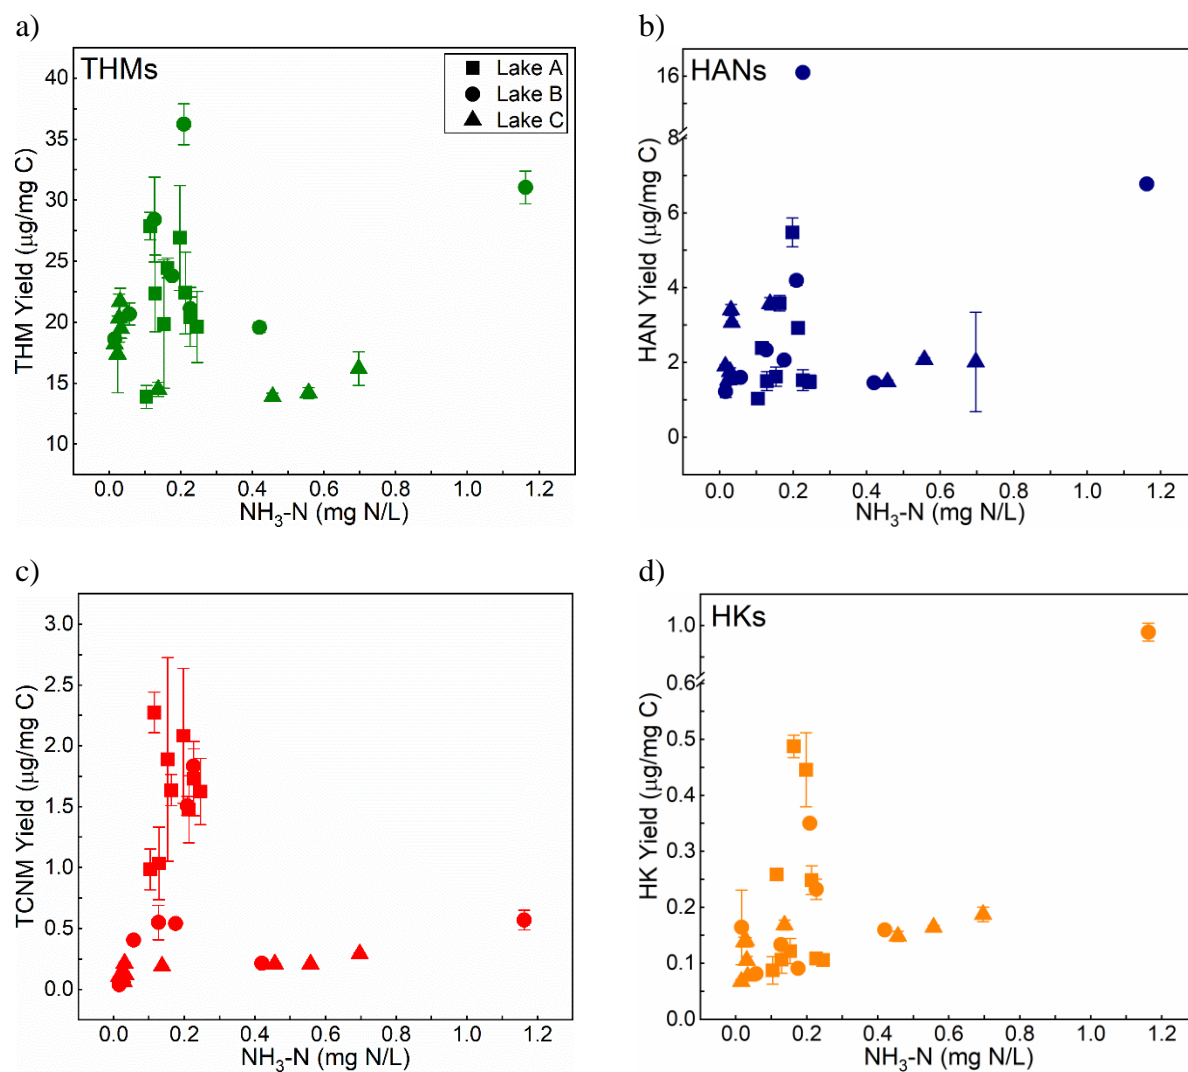 a)
THMs
Lake A
Lake B
Lake C
40
35
30
25
20
15
10
THM Yield (μg/mg C)
0.0 0.2 0.4 0.6 0.8 1.0 1.2
NH₃-N (mg N/L)
b)
HANs
16
8
6
4
2
0
HAN Yield (μg/mg C)
0.0 0.2 0.4 0.6 0.8 1.0 1.2
NH₃-N (mg N/L)
c)
3.0
2.5
2.0
1.5
1.0
0.5
0.0
TCNM Yield (μg/mg C)
0.0 0.2 0.4 0.6 0.8 1.0 1.2
NH₃-N (mg N/L)
d)
HKs
1.0
0.6
0.5
0.4
0.3
0.2
0.1
0.0
HK Yield (μg/mg C)
0.0 0.2 0.4 0.6 0.8 1.0 1.2
NH₃-N (mg N/L)